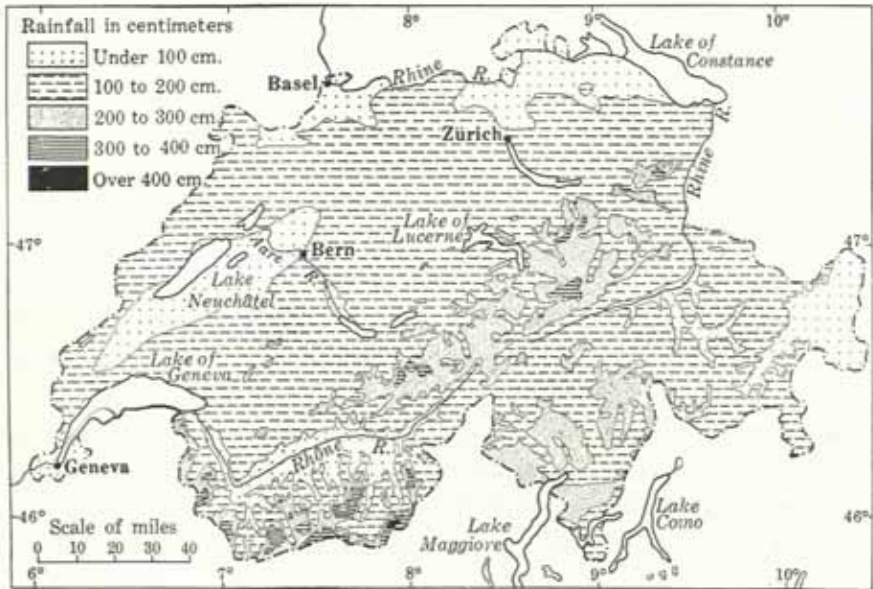 Rainfall in centimeters
Under 100 cm.
100 to 200 cm.
200 to 300 cm.
300 to 400 cm.
Over 400 cm.
8°
9°
10°
Lake of
Constance
Basel
Rhine
R.
Zürich
R.
Rhine
47°
Lake of
Lucerne
47°
Aare
R.
Bern
Lake
Neuchâtel
Lake of
Geneva
Geneva
Rhône
R.
46°
46°
Scale of miles
0 10 20 30 40
Lake
Maggiore
Lake
Como
6°
7°
8°
9°
10°